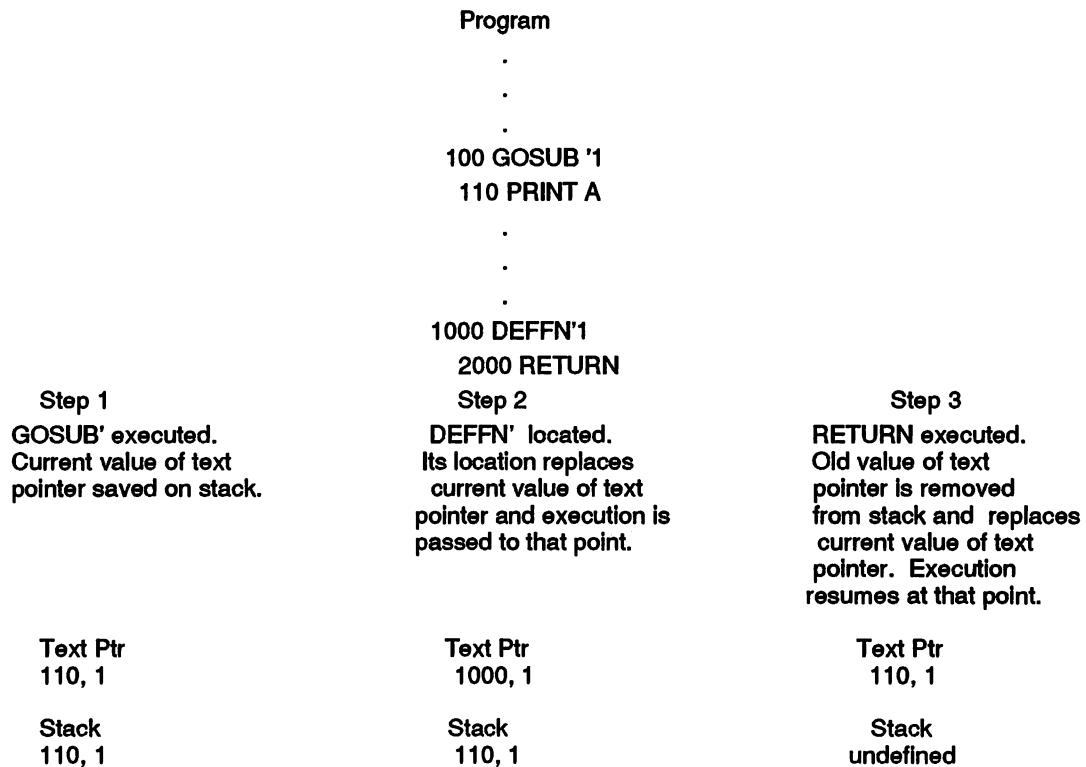 Program
.
.
.
100 GOSUB '1
110 PRINT A
.
.
.
1000 DEFFN'1
2000 RETURN
Step 1
GOSUB' executed.
Current value of text
pointer saved on stack.
Text Ptr
110, 1
Stack
110, 1
Step 2
DEFFN' located.
Its location replaces
current value of text
pointer and execution is
passed to that point.
Text Ptr
1000, 1
Stack
110, 1
Step 3
RETURN executed.
Old value of text
pointer is removed
from stack and replaces
current value of text
pointer. Execution
resumes at that point.
Text Ptr
110, 1
Stack
undefined